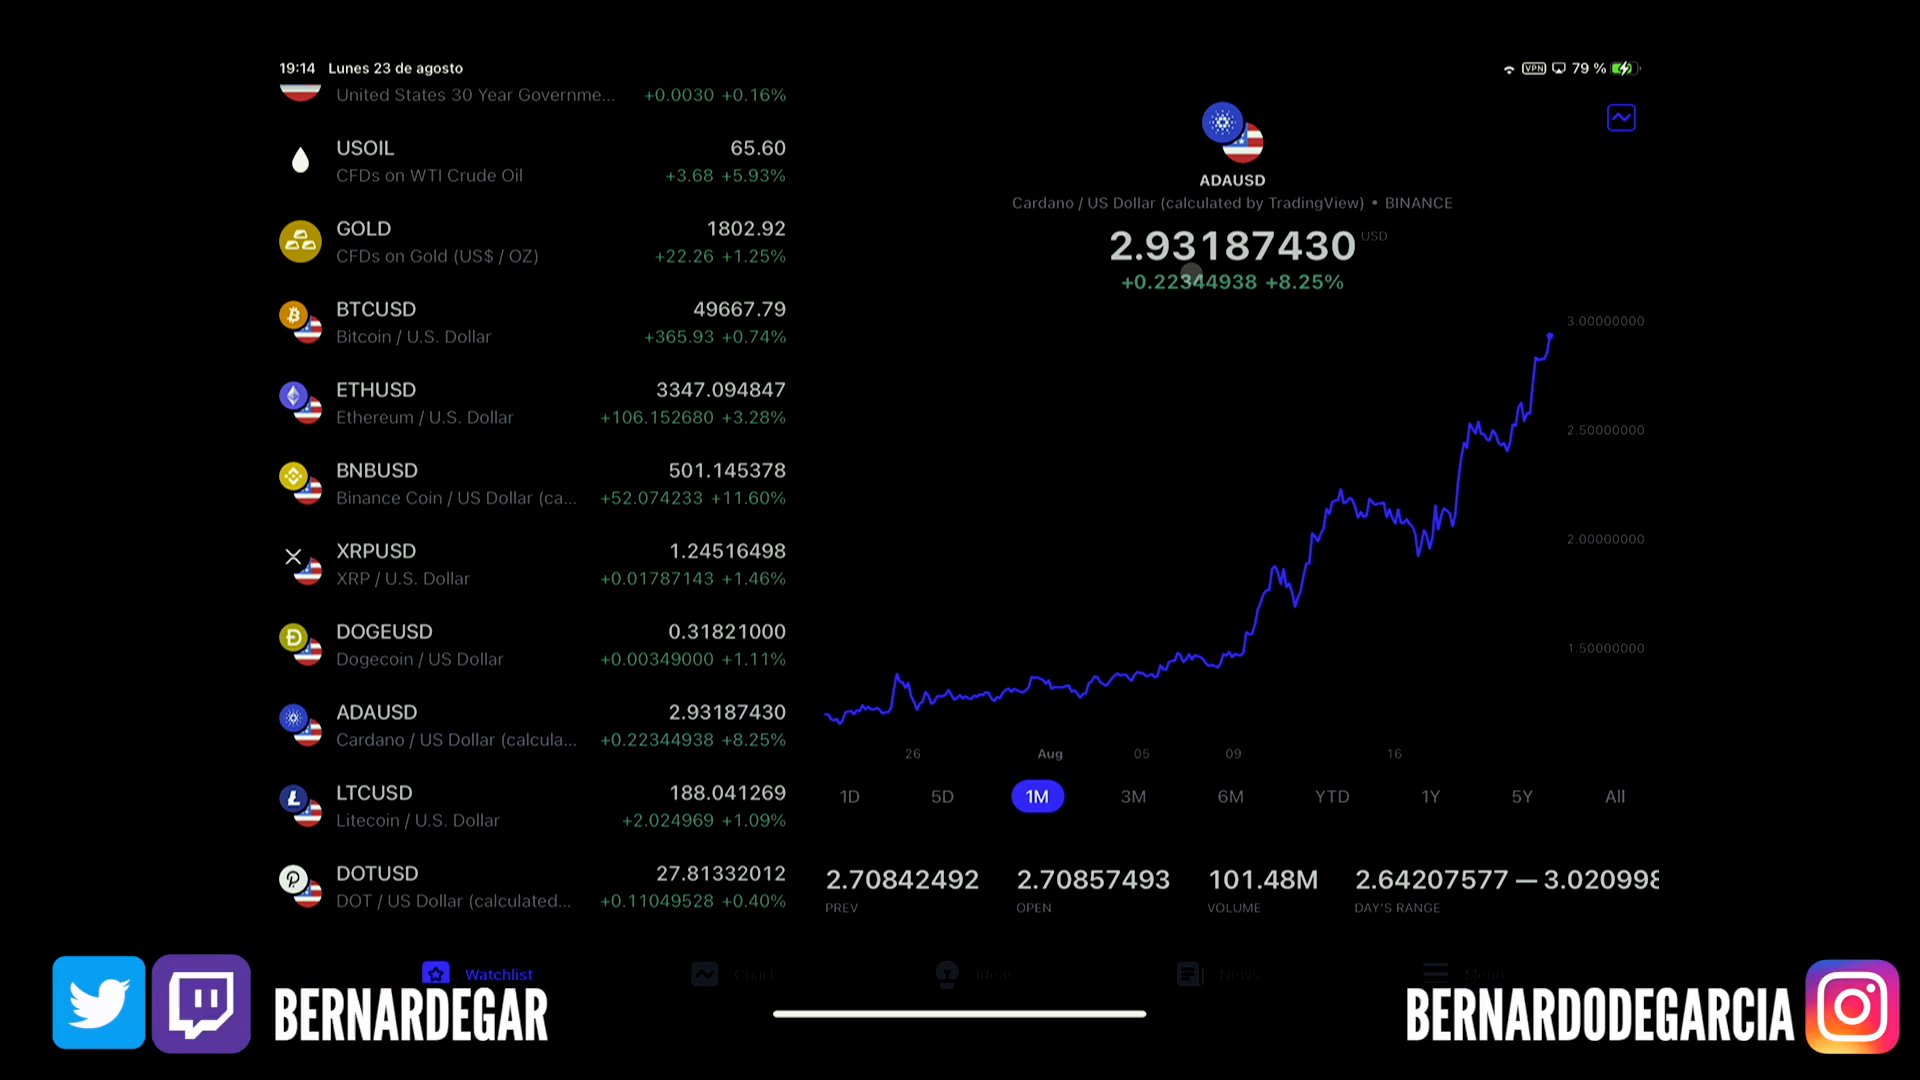 19:14 Lunes 23 de agosto
VPN 79 %
United States 30 Year Governme... +0.0030 +0.16%
USOIL 65.60
CFDs on WTI Crude Oil +3.68 +5.93%
GOLD 1802.92
CFDs on Gold (US$ / OZ) +22.26 +1.25%
BTCUSD 49667.79
Bitcoin / U.S. Dollar +365.93 +0.74%
ETHUSD 3347.094847
Ethereum / U.S. Dollar +106.152680 +3.28%
BNBUSD 501.145378
Binance Coin / US Dollar (ca... +52.074233 +11.60%
XRPUSD 1.24516498
XRP / U.S. Dollar +0.01787143 +1.46%
DOGEUSD 0.31821000
Dogecoin / US Dollar +0.00349000 +1.11%
ADAUSD 2.93187430
Cardano / US Dollar (calcula... +0.22344938 +8.25%
LTCUSD 188.041269
Litecoin / U.S. Dollar +2.024969 +1.09%
DOTUSD 27.81332012
DOT / US Dollar (calculated... +0.11049528 +0.40%
ADAUSD
Cardano / US Dollar (calculated by TradingView) • BINANCE
2.93187430 USD
+0.22344938 +8.25%
3.00000000
2.50000000
2.00000000
1.50000000
26 Aug 05 09 16
1D 5D 1M 3M 6M YTD 1Y 5Y All
2.70842492 2.70857493 101.48M 2.64207577 — 3.020998
PREV OPEN VOLUME DAY'S RANGE
Watchlist Chart Ideas News Menu
BERNARDEGAR
BERNARDODEGARCIA